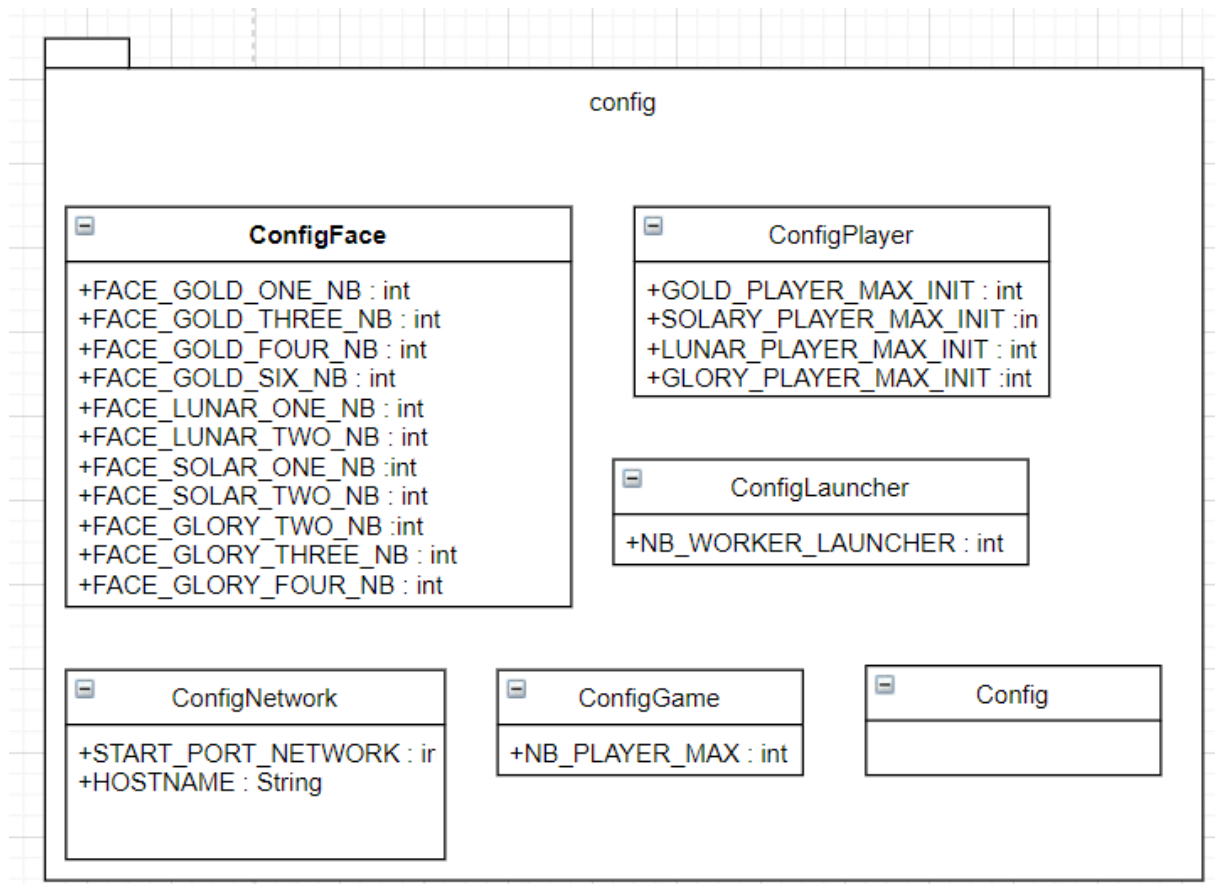 config
ConfigFace
+FACE_GOLD_ONE_NB : int
+FACE_GOLD_THREE_NB : int
+FACE_GOLD_FOUR_NB : int
+FACE_GOLD_SIX_NB : int
+FACE_LUNAR_ONE_NB : int
+FACE_LUNAR_TWO_NB : int
+FACE_SOLAR_ONE_NB :int
+FACE_SOLAR_TWO_NB : int
+FACE_GLORY_TWO_NB :int
+FACE_GLORY_THREE_NB : int
+FACE_GLORY_FOUR_NB : int
ConfigPlayer
+GOLD_PLAYER_MAX_INIT : int
+SOLARY_PLAYER_MAX_INIT :in
+LUNAR_PLAYER_MAX_INIT : int
+GLORY_PLAYER_MAX_INIT :int
ConfigLauncher
+NB_WORKER_LAUNCHER : int
ConfigNetwork
+START_PORT_NETWORK : ir
+HOSTNAME : String
ConfigGame
+NB_PLAYER_MAX : int
Config